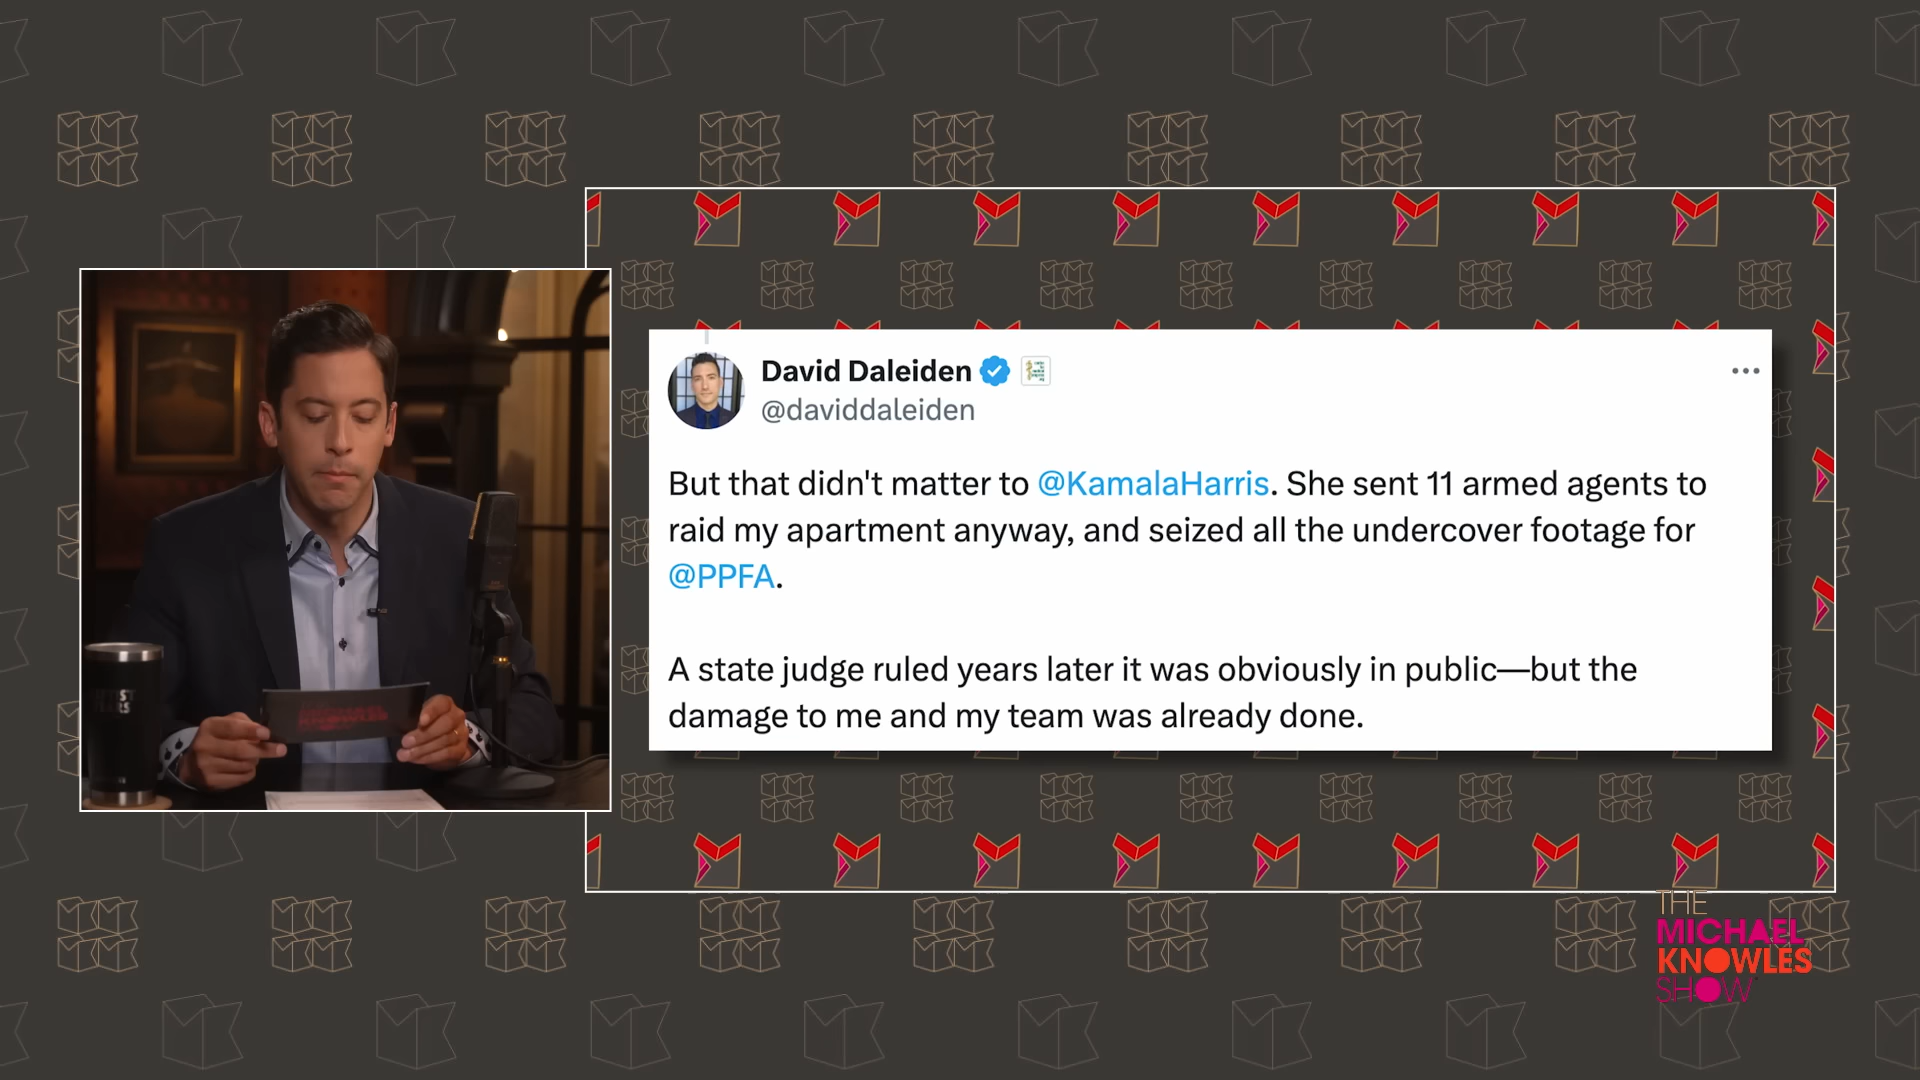 David Daleiden
@daviddaleiden
But that didn't matter to @KamalaHarris. She sent 11 armed agents to
raid my apartment anyway, and seized all the undercover footage for
@PPFA.
A state judge ruled years later it was obviously in public—but the
damage to me and my team was already done.
THE
MICHAEL
KNOWLES
SHOW